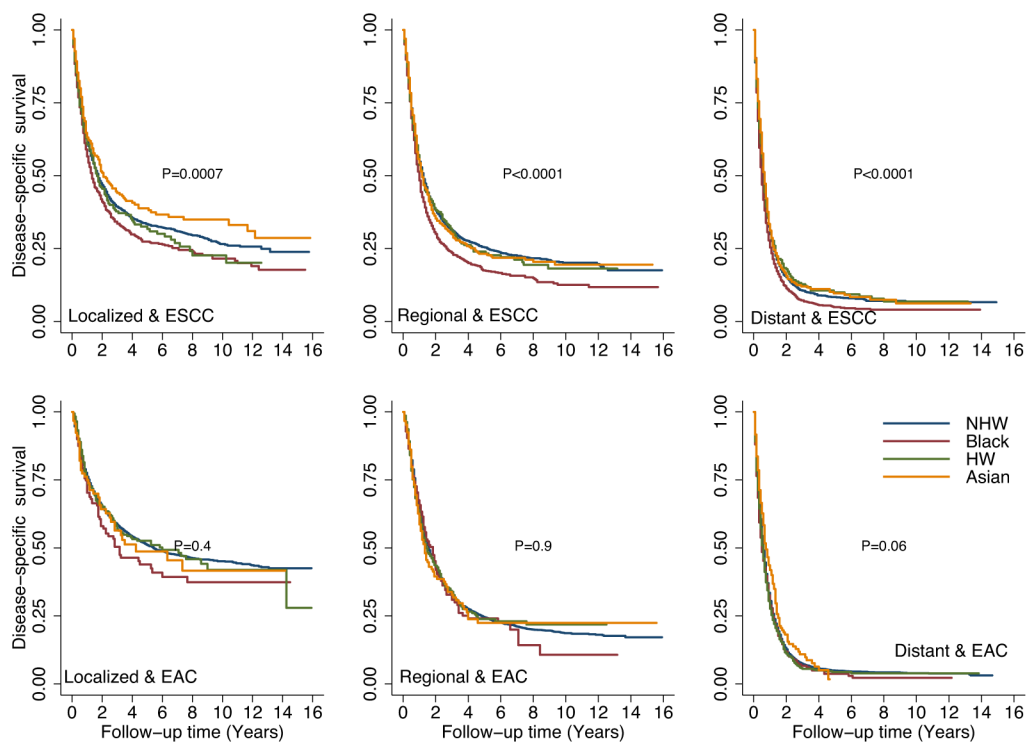 Disease−specific survival
1.00
0.75
0.50
0.25
0.00
P=0.0007
Localized & ESCC
0 2 4 6 8 10 12 14 16
1.00
0.75
0.50
0.25
0.00
P<0.0001
Regional & ESCC
0 2 4 6 8 10 12 14 16
1.00
0.75
0.50
0.25
0.00
P<0.0001
Distant & ESCC
0 2 4 6 8 10 12 14 16
Disease−specific survival
1.00
0.75
0.50
0.25
0.00
P=0.4
Localized & EAC
0 2 4 6 8 10 12 14 16
Follow−up time (Years)
1.00
0.75
0.50
0.25
0.00
P=0.9
Regional & EAC
0 2 4 6 8 10 12 14 16
Follow−up time (Years)
1.00
0.75
0.50
0.25
0.00
NHW
Black
HW
Asian
P=0.06
Distant & EAC
0 2 4 6 8 10 12 14 16
Follow−up time (Years)